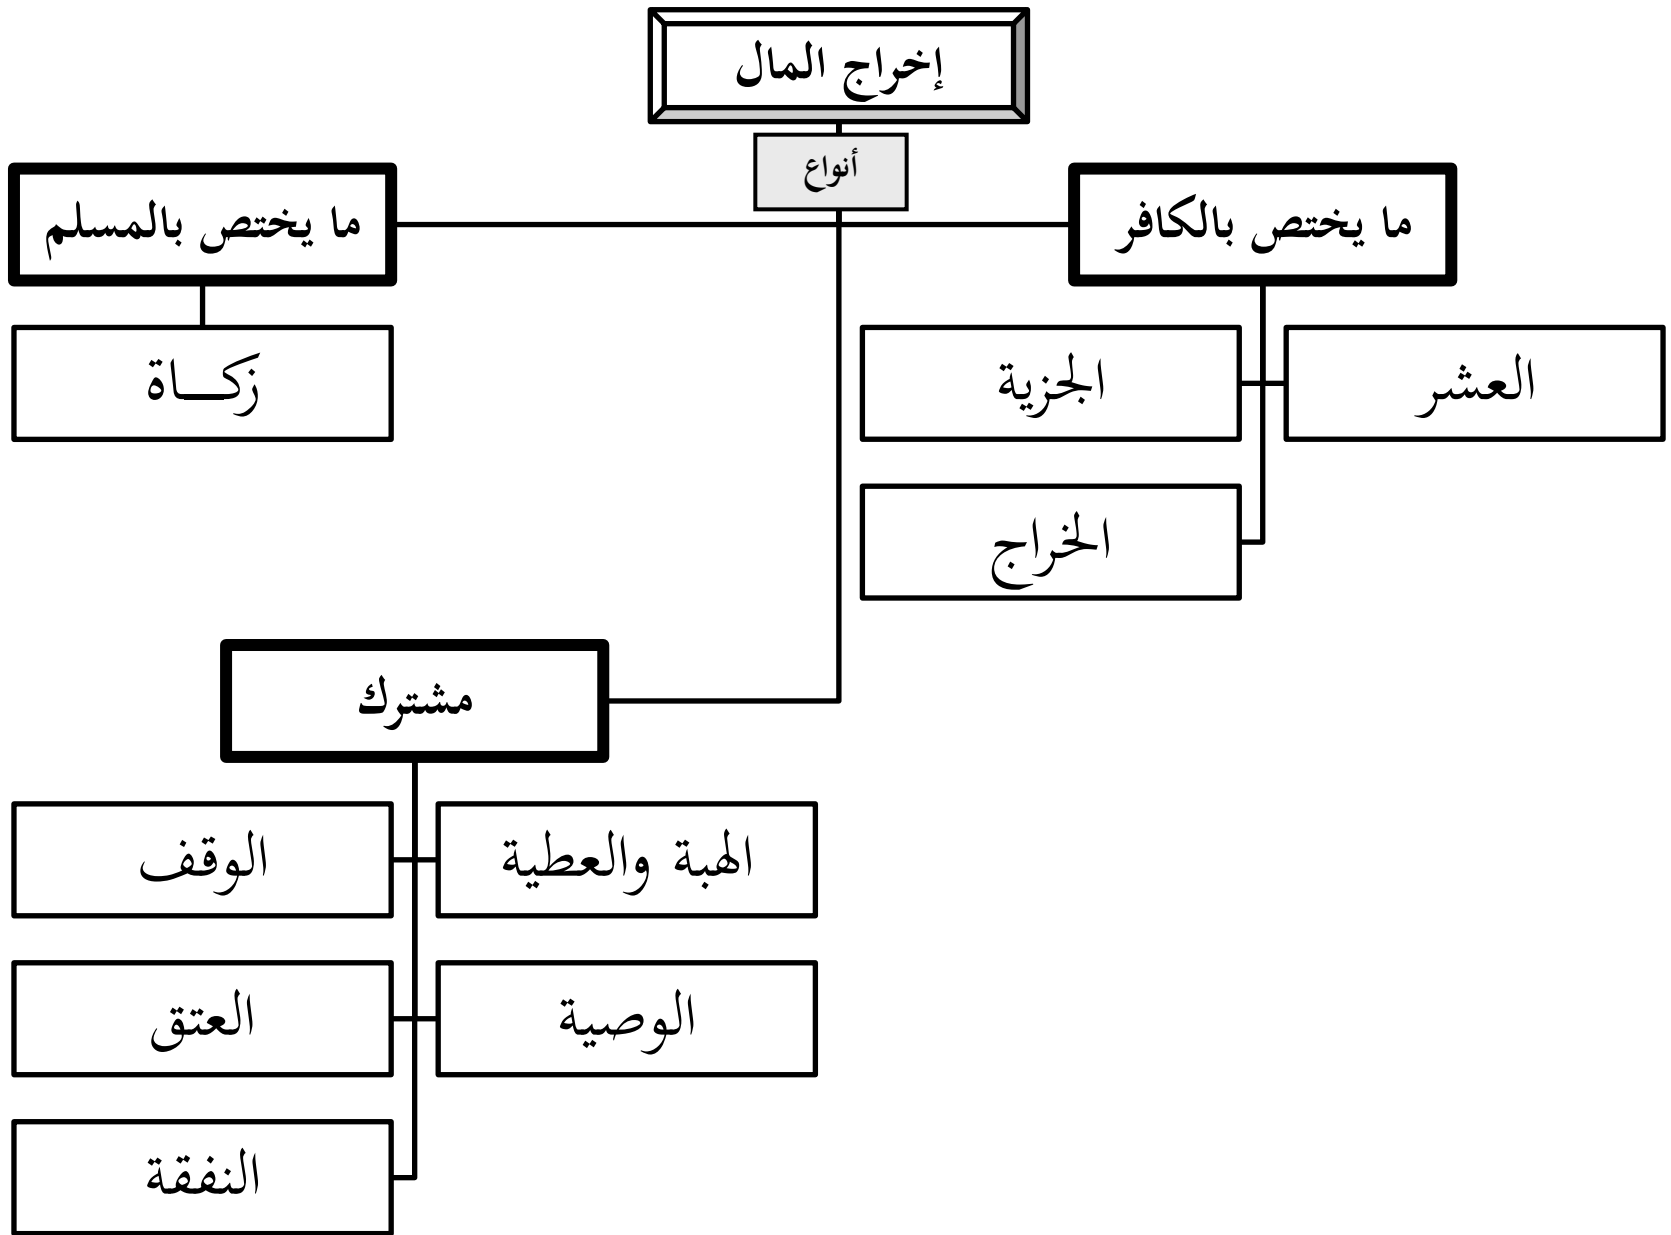 إخراج المال
أنواع
ما يختص بالكافر
ما يختص بالمسلم
العشر
الجزية
زكـــاة
الخراج
مشترك
الهبة والعطية
الوقف
الوصية
العتق
النفقة